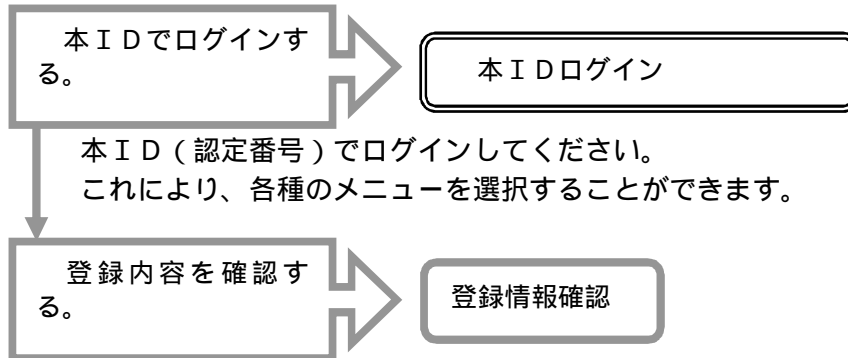 本ＩＤでログインす
る。
本ＩＤログイン
本ＩＤ（認定番号）でログインしてください。
これにより、各種のメニューを選択することができます。
登録内容を確認す
る。
登録情報確認